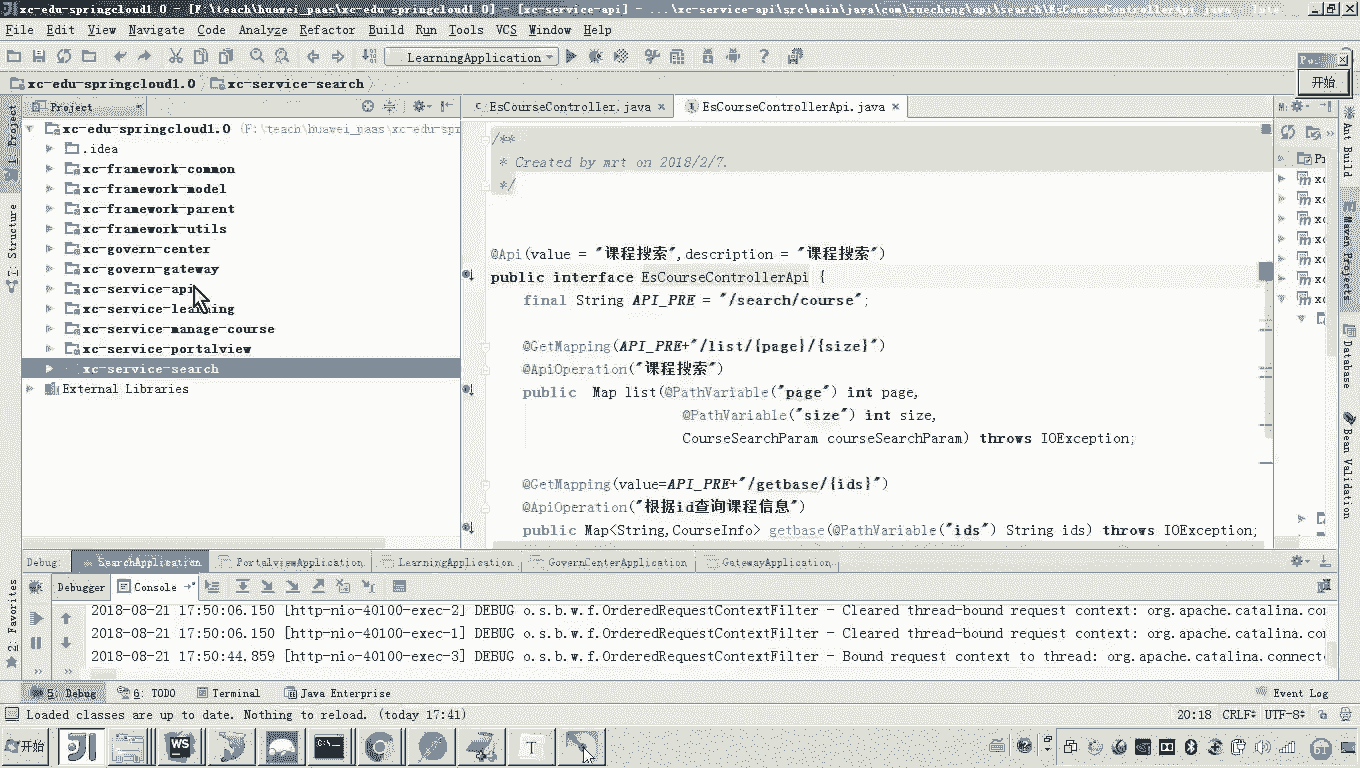 xc-edu-springcloud1.0 - [F:\teach\huawei_paas\xc-edu-springcloud1.0] - [xc-service-api] - ...\xc-service-api\src\main\java\com\xuecheng\api\search\EsCourseControllerApi.java -
File Edit View Navigate Code Analyze Refactor Build Run Tools VCS Window Help
LearningApplication
开始
xc-edu-springcloud1.0 xc-service-search
Project
EsCourseController.java
EsCourseControllerApi.java
xc-edu-springcloud1.0 (F:\teach\huawei_paas\xc-edu-spr
.idea
xc-framework-common
xc-framework-model
xc-framework-parent
xc-framework-utils
xc-govern-center
xc-govern-gateway
xc-service-api
xc-service-learning
xc-service-manage-course
xc-service-portalview
xc-service-search
External Libraries
/**
* Created by mrt on 2018/2/7.
*/
@Api(value = "课程搜索",description = "课程搜索")
public interface EsCourseControllerApi {
final String API_PRE = "/search/course";
@GetMapping(API_PRE+"/list/{page}/{size}")
@ApiOperation("课程搜索")
public Map list(@PathVariable("page") int page,
@PathVariable("size") int size,
CourseSearchParam courseSearchParam) throws IOException;
@GetMapping(value=API_PRE+"/getbase/{ids}")
@ApiOperation("根据id查询课程信息")
public Map<String,CourseInfo> getbase(@PathVariable("ids") String ids) throws IOException;
1: Project
7: Structure
2: Favorites
Ant Build
Maven Projects
Database
Bean Validation
Debug: SearchApplication PortalviewApplication LearningApplication GovernCenterApplication GatewayApplication
Debugger Console
2018-08-21 17:50:06.150 [http-nio-40100-exec-2] DEBUG o.s.b.w.f.OrderedRequestContextFilter - Cleared thread-bound request context: org.apache.catalina.co
2018-08-21 17:50:06.150 [http-nio-40100-exec-1] DEBUG o.s.b.w.f.OrderedRequestContextFilter - Cleared thread-bound request context: org.apache.catalina.co
2018-08-21 17:50:44.859 [http-nio-40100-exec-3] DEBUG o.s.b.w.f.OrderedRequestContextFilter - Bound request context to thread: org.apache.catalina.connect
5: Debug 6: TODO Terminal Java Enterprise Event Log
Loaded classes are up to date. Nothing to reload. (today 17:41) 20:18 CRLF UTF-8
开始